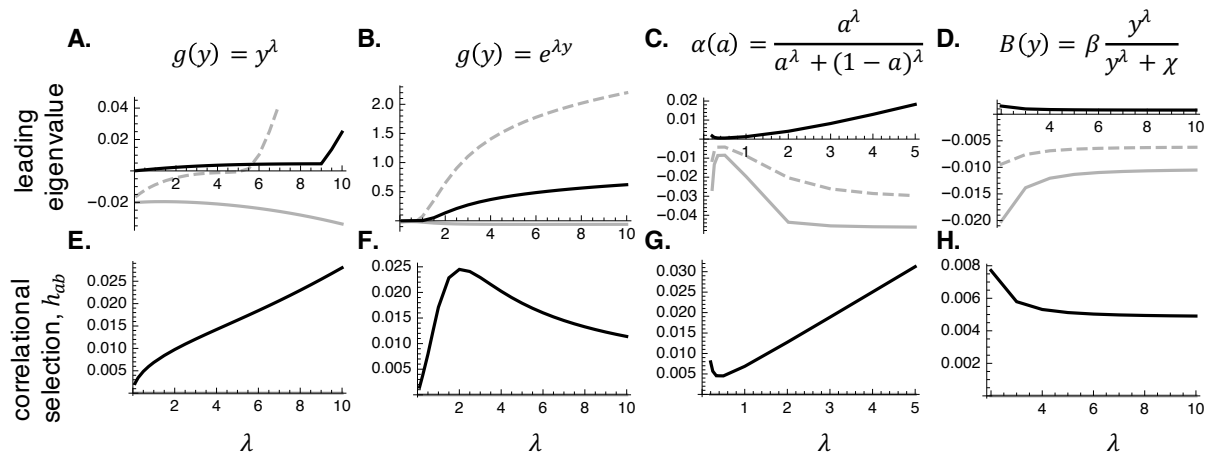 A.
g(y) = y^λ
B.
g(y) = e^{λy}
C.
α(a) = a^λ / (a^λ + (1 − a)^λ)
D.
B(y) = β y^λ / (y^λ + χ)
leading
eigenvalue
0.04
0.02
−0.02
2 4 6 8 10
2.0
1.5
1.0
0.5
2 4 6 8 10
0.02
0.01
−0.01
−0.02
−0.03
−0.04
1 2 3 4 5
−0.005
−0.010
−0.015
−0.020
4 6 8 10
E.
F.
G.
H.
correlational
selection, h_{ab}
0.025
0.020
0.015
0.010
0.005
2 4 6 8 10
λ
0.025
0.020
0.015
0.010
0.005
2 4 6 8 10
λ
0.030
0.025
0.020
0.015
0.010
0.005
1 2 3 4 5
λ
0.008
0.006
0.004
0.002
0.000
4 6 8 10
λ